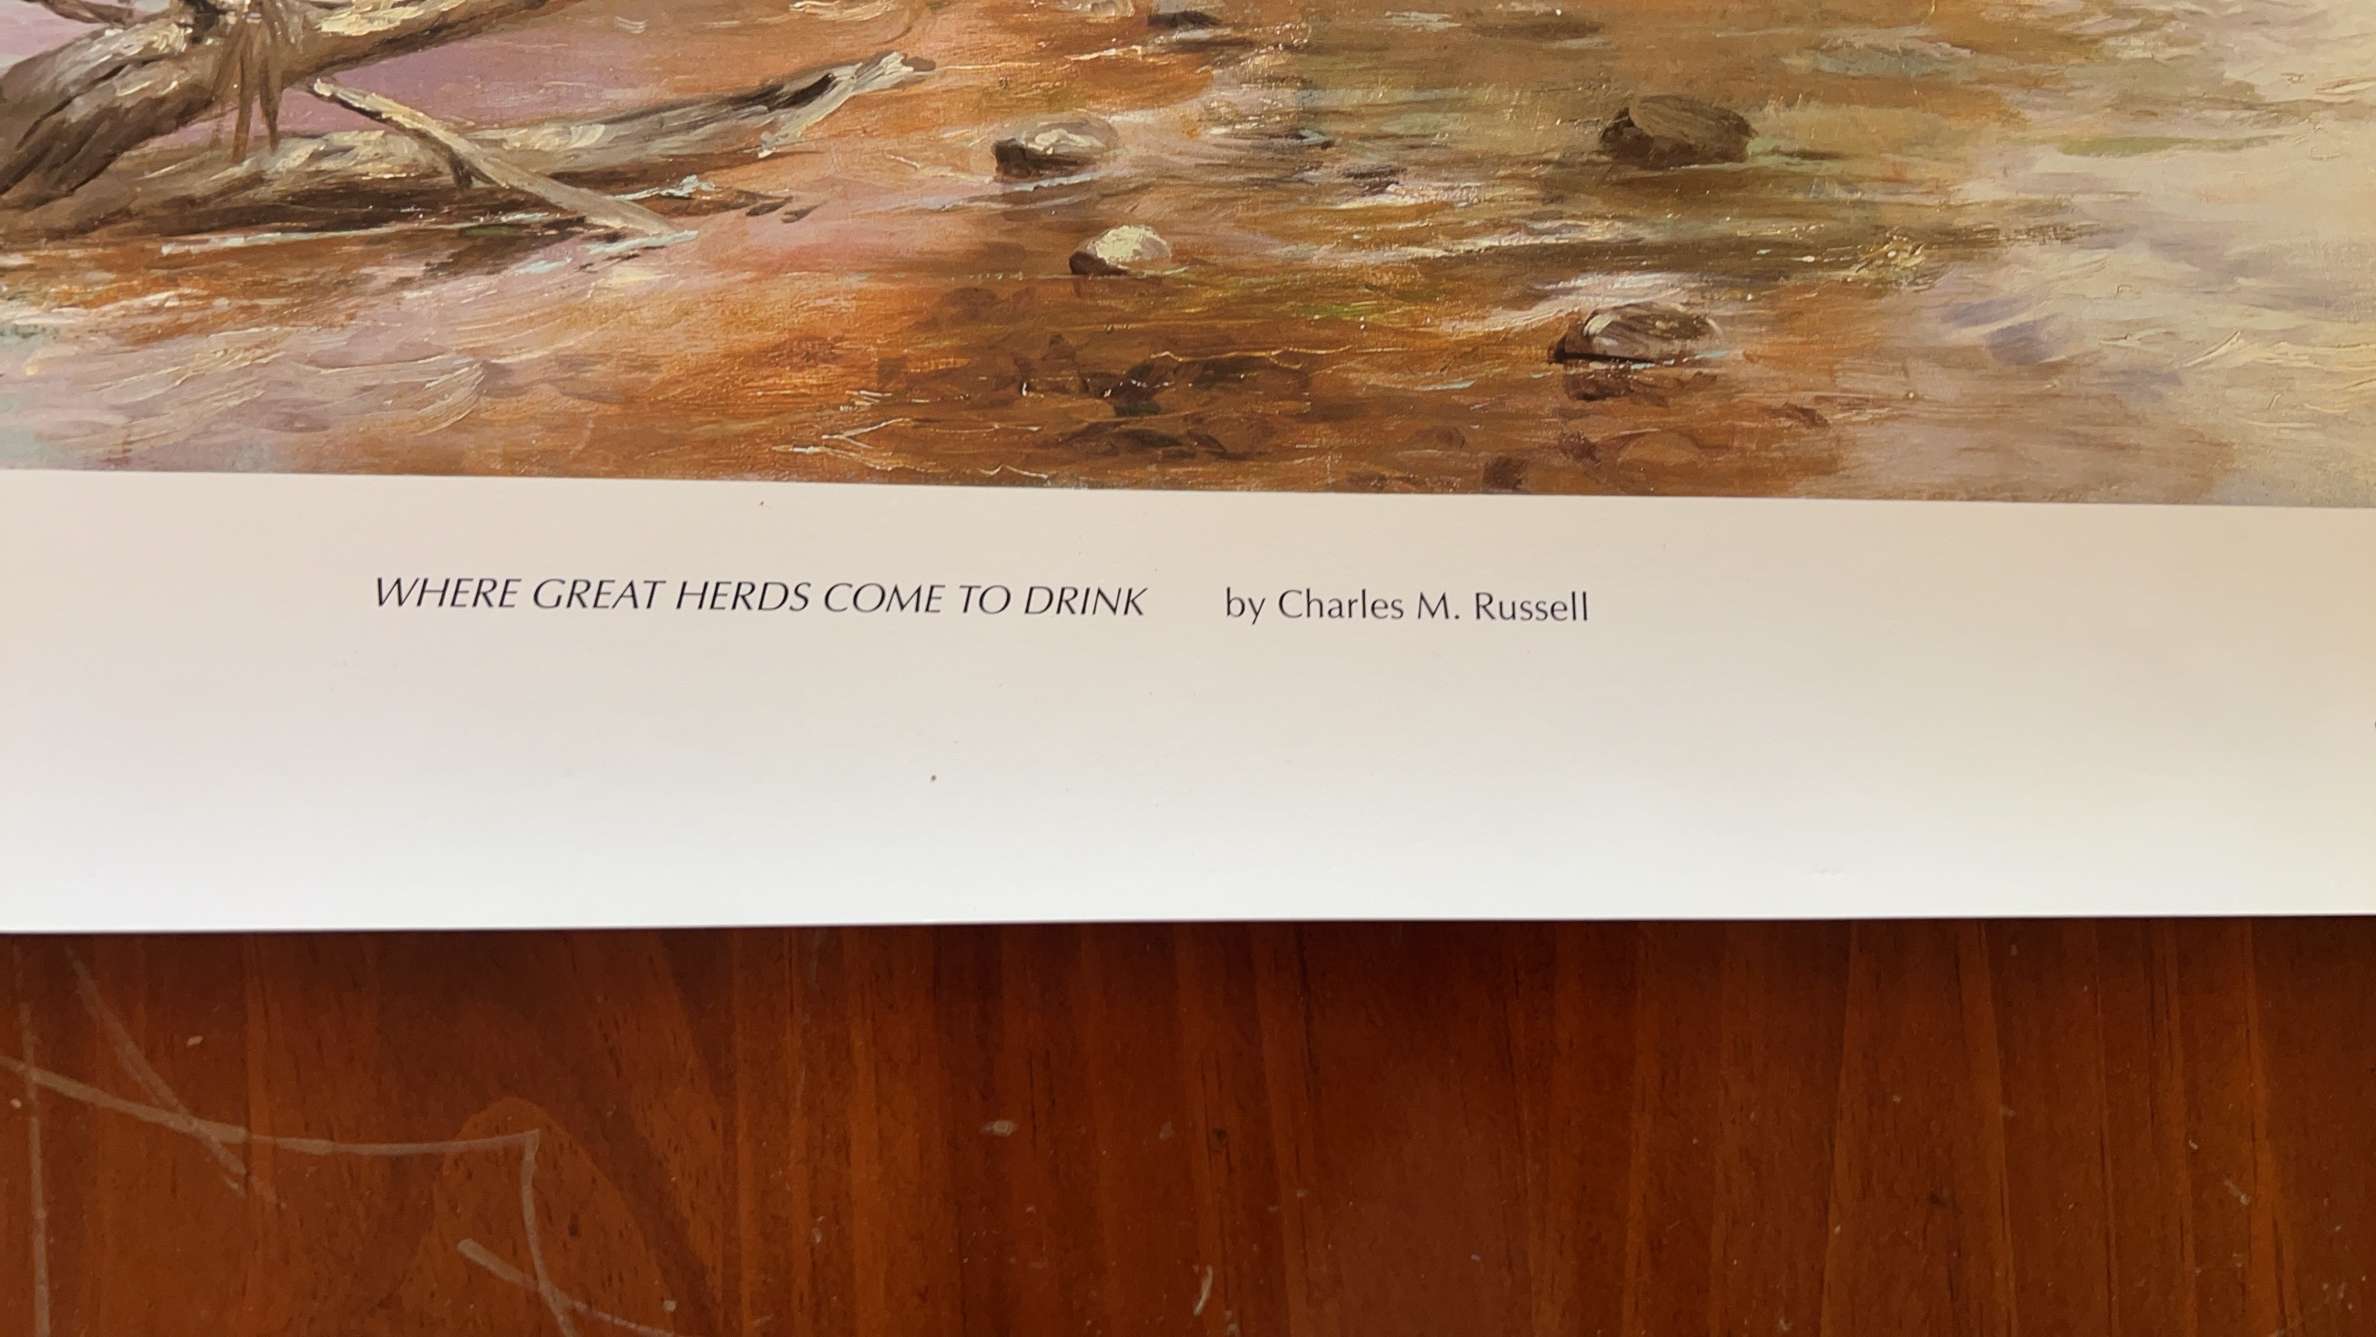 WHERE GREAT HERDS COME TO DRINK by Charles M. Russell